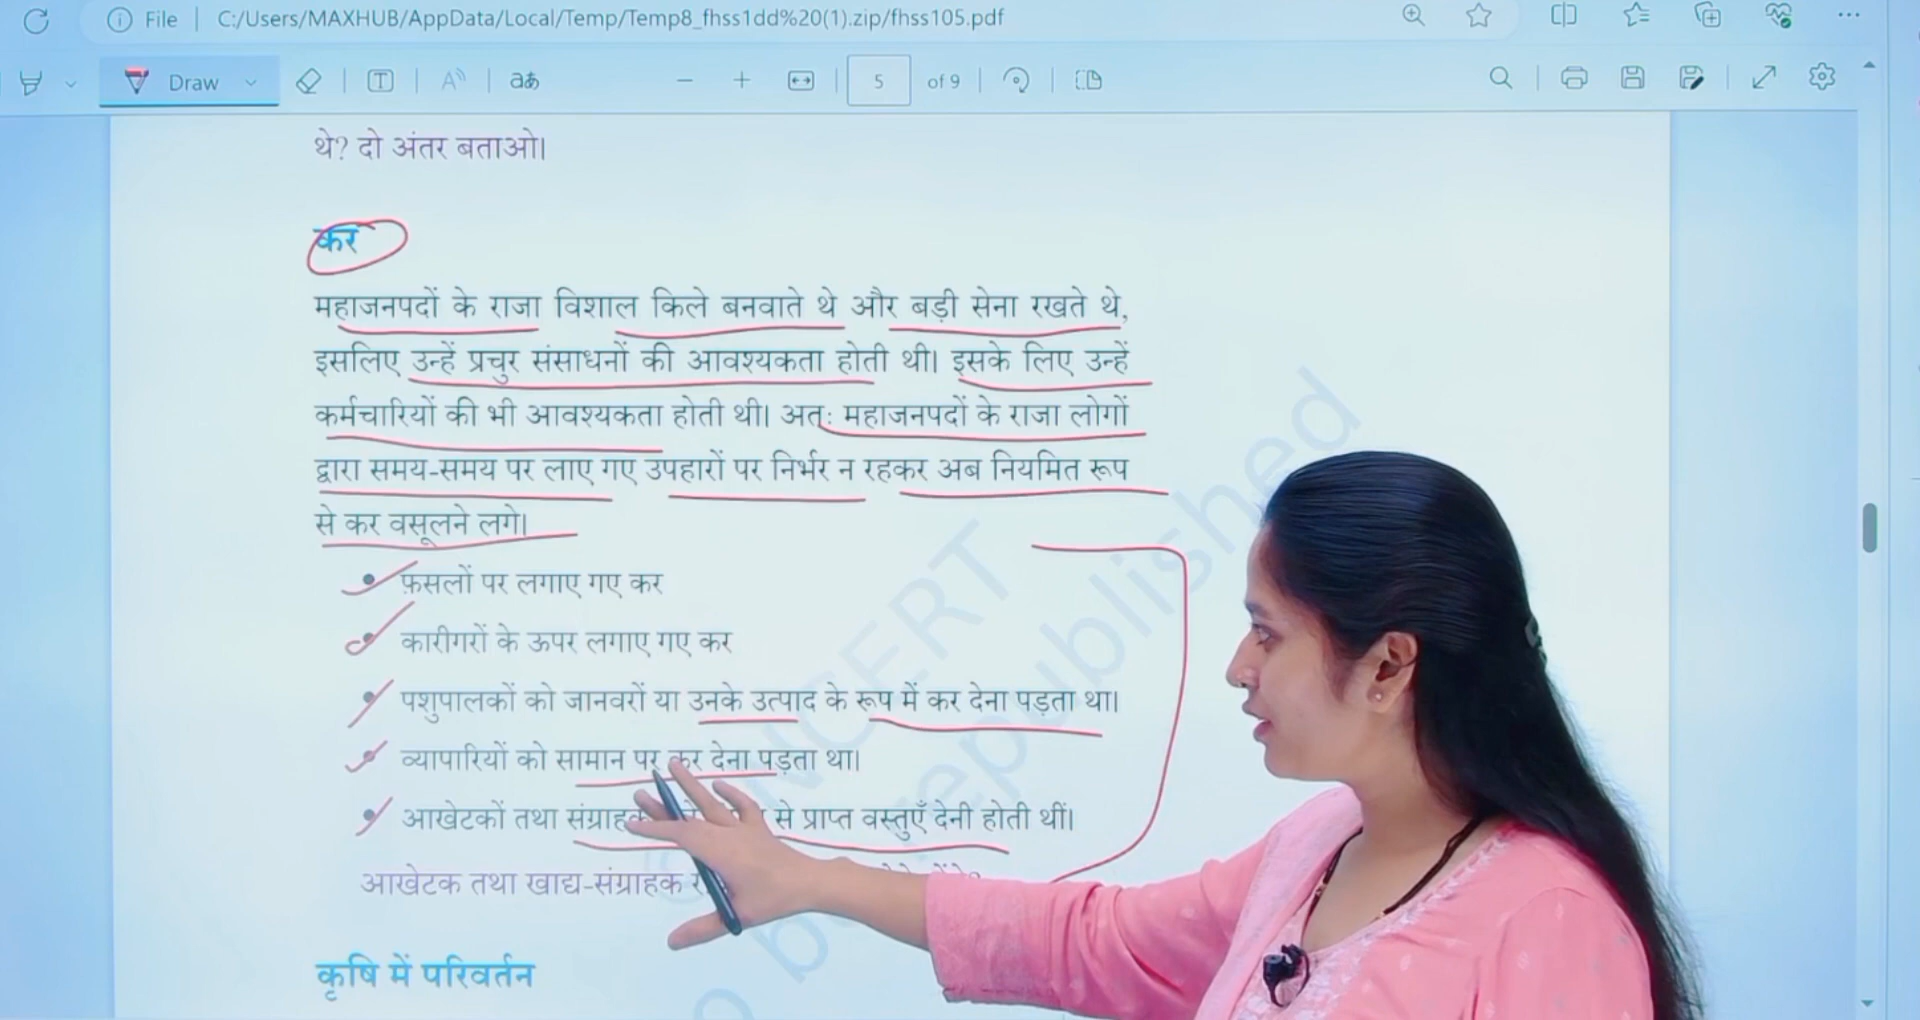 File | C:/Users/MAXHUB/AppData/Local/Temp/Temp8_fhss1dd%20(1).zip/fhss105.pdf
Draw aあ 5 of 9
थे? दो अंतर बताओ।
कर
महाजनपदों के राजा विशाल किले बनवाते थे और बड़ी सेना रखते थे,
इसलिए उन्हें प्रचुर संसाधनों की आवश्यकता होती थी। इसके लिए उन्हें
कर्मचारियों की भी आवश्यकता होती थी। अतः महाजनपदों के राजा लोगों
द्वारा समय-समय पर लाए गए उपहारों पर निर्भर न रहकर अब नियमित रूप
से कर वसूलने लगे।
• फ़सलों पर लगाए गए कर
• कारीगरों के ऊपर लगाए गए कर
• पशुपालकों को जानवरों या उनके उत्पाद के रूप में कर देना पड़ता था।
• व्यापारियों को सामान पर कर देना पड़ता था।
• आखेटकों तथा से प्राप्त वस्तुएँ देनी होती थीं।
आखेटक तथा खाद्य-संग्राहक
कृषि में परिवर्तन
© NCERT
republished